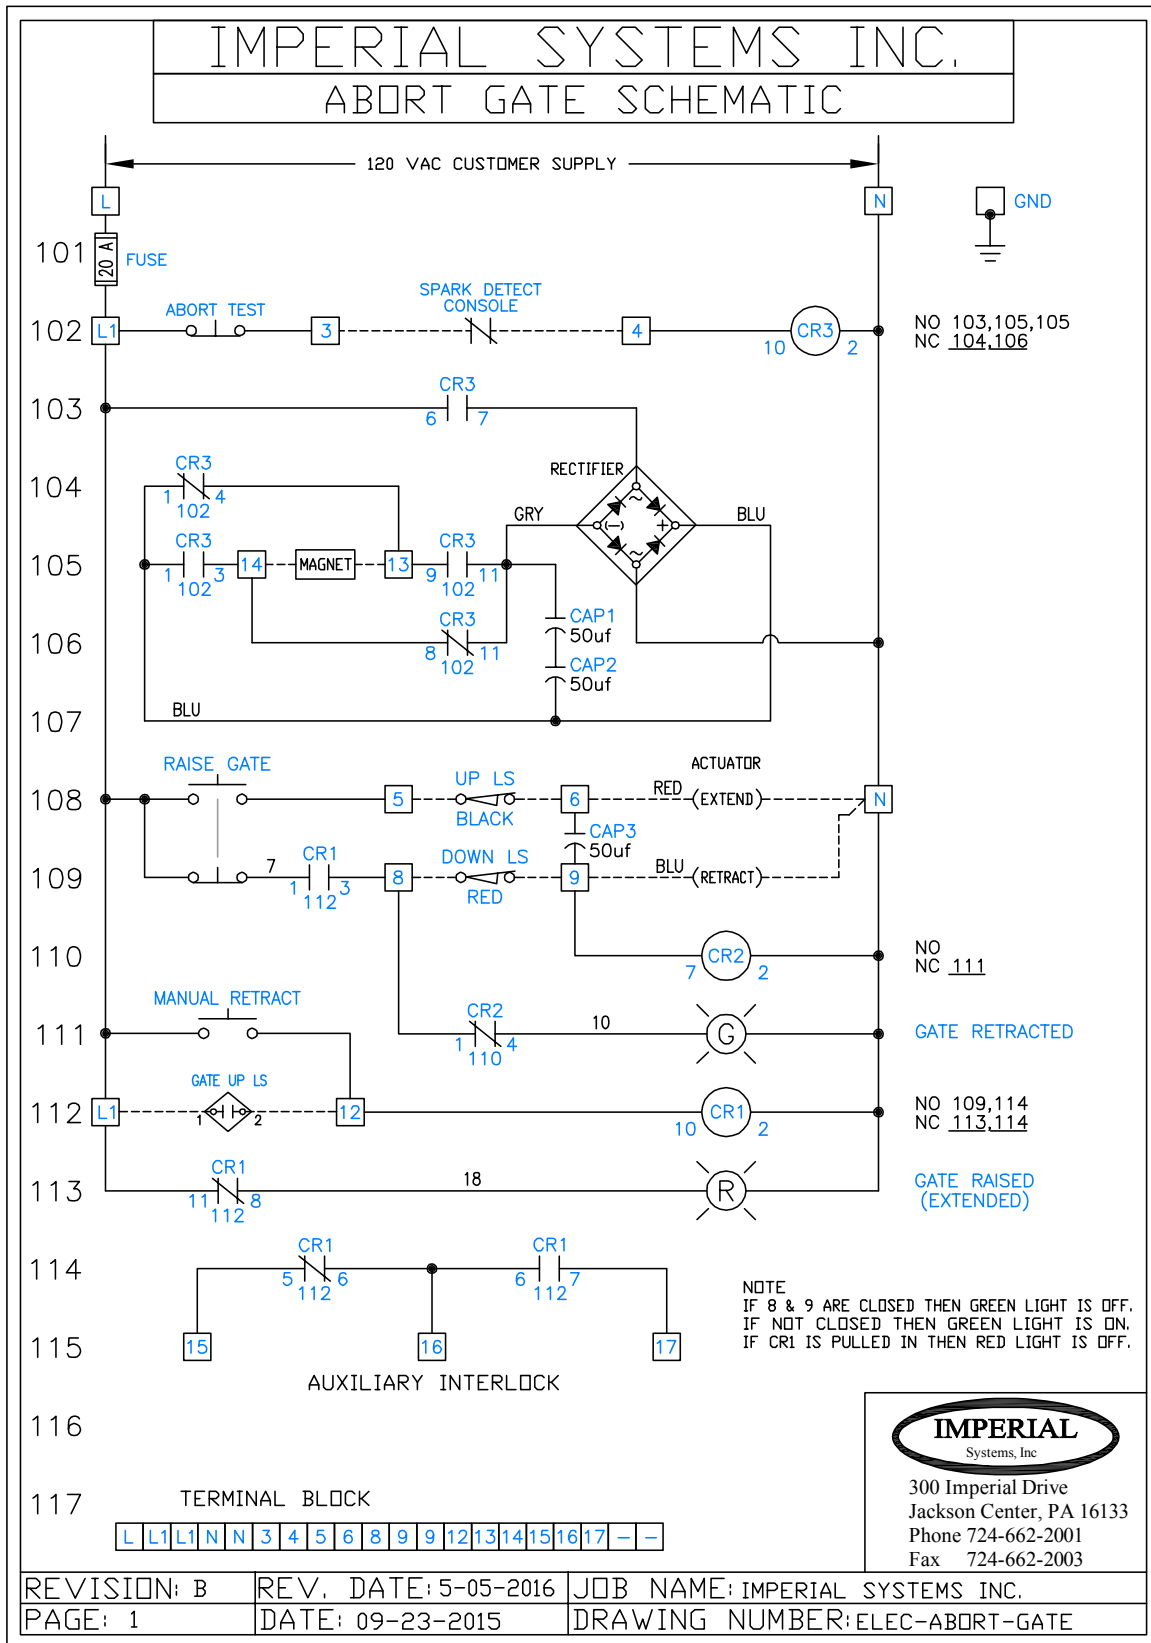 IMPERIAL SYSTEMS INC.
ABORT GATE SCHEMATIC
120 VAC CUSTOMER SUPPLY
L
N
GND
101
20 A
FUSE
102
L1
ABORT TEST
3
SPARK DETECT
CONSOLE
4
CR3
10
2
NO 103,105,105
NC 104,106
103
CR3
6
7
104
CR3
1
4
102
RECTIFIER
~
(-)
+
~
GRY
BLU
105
CR3
1
3
102
14
MAGNET
13
CR3
9
11
102
106
CR3
8
11
102
CAP1
50uf
CAP2
50uf
107
BLU
108
RAISE GATE
5
UP LS
BLACK
6
RED
ACTUATOR
(EXTEND)
N
CAP3
50uf
109
7
CR1
1
3
112
8
DOWN LS
RED
9
BLU
(RETRACT)
110
CR2
7
2
NO
NC 111
111
MANUAL RETRACT
CR2
1
4
110
10
G
GATE RETRACTED
112
L1
GATE UP LS
1
2
12
CR1
10
2
NO 109,114
NC 113,114
113
CR1
11
8
112
18
R
GATE RAISED
(EXTENDED)
114
CR1
5
6
112
CR1
6
7
112
NOTE
IF 8 & 9 ARE CLOSED THEN GREEN LIGHT IS OFF.
IF NOT CLOSED THEN GREEN LIGHT IS ON.
IF CR1 IS PULLED IN THEN RED LIGHT IS OFF.
115
15
16
17
AUXILIARY INTERLOCK
116
117
TERMINAL BLOCK
L L1 L1 N N 3 4 5 6 8 9 9 12 13 14 15 16 17 - -
IMPERIAL
Systems, Inc
300 Imperial Drive
Jackson Center, PA 16133
Phone 724-662-2001
Fax 724-662-2003
REVISION: B
REV. DATE: 5-05-2016
JOB NAME: IMPERIAL SYSTEMS INC.
PAGE: 1
DATE: 09-23-2015
DRAWING NUMBER: ELEC-ABORT-GATE